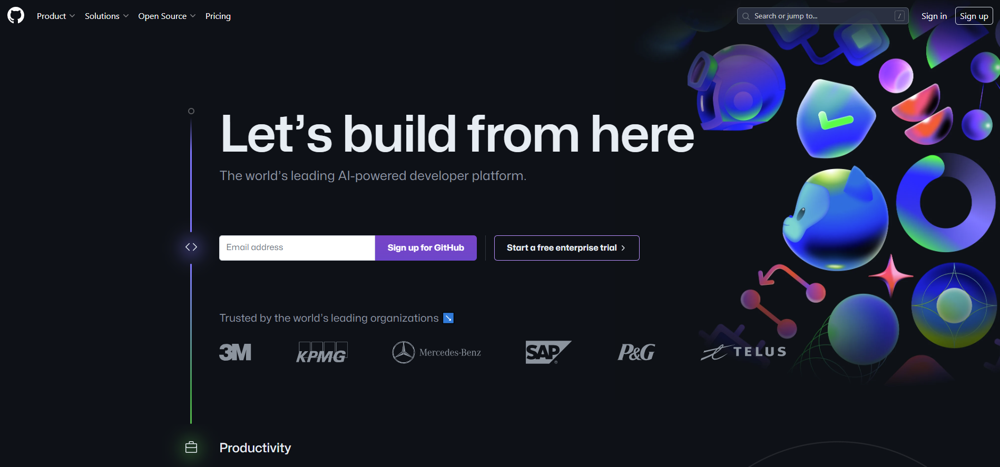 Product Solutions Open Source Pricing Search or jump to... / Sign in Sign up
Let’s build from here
The world’s leading AI-powered developer platform.
Email address Sign up for GitHub Start a free enterprise trial
Trusted by the world’s leading organizations
3M KPMG Mercedes-Benz SAP ® P&G TELUS
Productivity